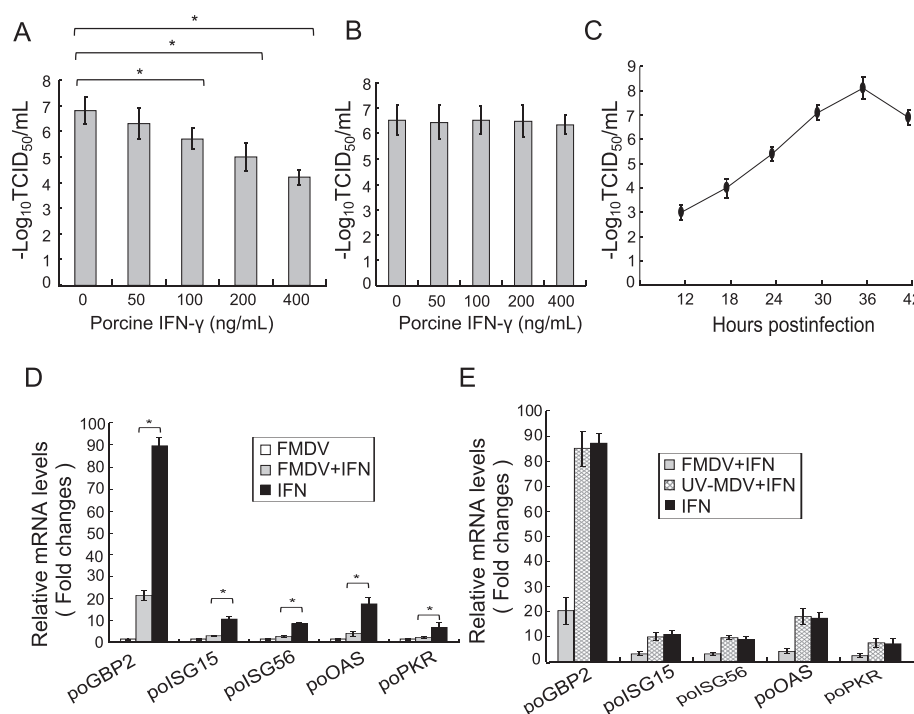 A
*
*
*
-Log10TCID50/mL
8
7
6
5
4
3
2
1
0
0 50 100 200 400
Porcine IFN-γ (ng/mL)
B
-Log10TCID50/mL
8
7
6
5
4
3
2
1
0
0 50 100 200 400
Porcine IFN-γ (ng/mL)
C
-Log10TCID50/mL
9
8
7
6
5
4
3
2
1
0
12 18 24 30 36 42
Hours postinfection
D
Relative mRNA levels
( Fold changes )
100
90
80
70
60
50
40
30
20
10
0
*
*
*
*
*
FMDV
FMDV+IFN
IFN
poGBP2
poISG15
poISG56
poOAS
poPKR
E
Relative mRNA levels
( Fold changes )
100
90
80
70
60
50
40
30
20
10
0
FMDV+IFN
UV-MDV+IFN
IFN
poGBP2
poISG15
poISG56
poOAS
poPKR